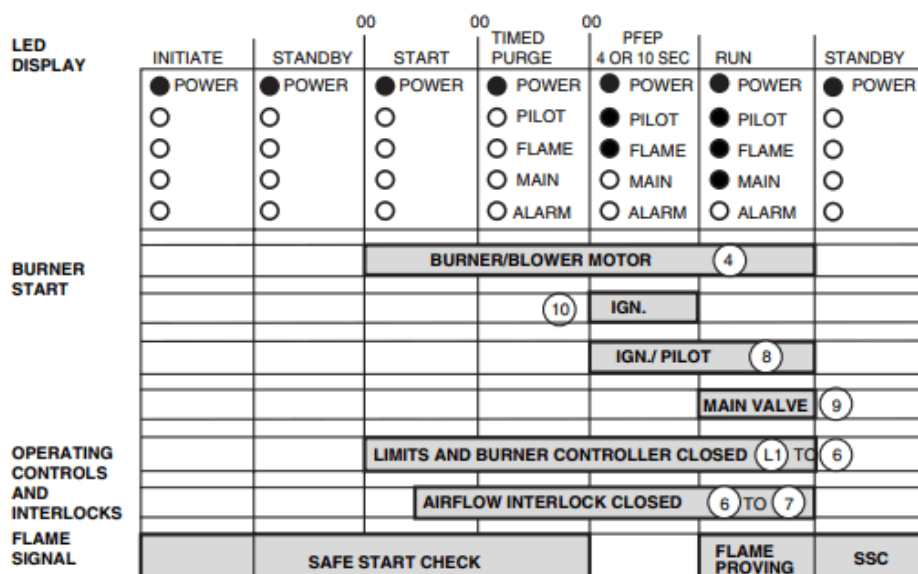 00 00 00
LED DISPLAY
INITIATE STANDBY START TIMED PURGE PFEP 4 OR 10 SEC RUN STANDBY
POWER POWER POWER POWER POWER POWER POWER
PILOT PILOT PILOT
FLAME FLAME FLAME
MAIN MAIN MAIN
ALARM ALARM ALARM
BURNER START
BURNER/BLOWER MOTOR 4
10 IGN.
IGN./ PILOT 8
MAIN VALVE 9
OPERATING CONTROLS AND INTERLOCKS
LIMITS AND BURNER CONTROLLER CLOSED L1 TO 6
AIRFLOW INTERLOCK CLOSED 6 TO 7
FLAME SIGNAL
SAFE START CHECK FLAME PROVING SSC